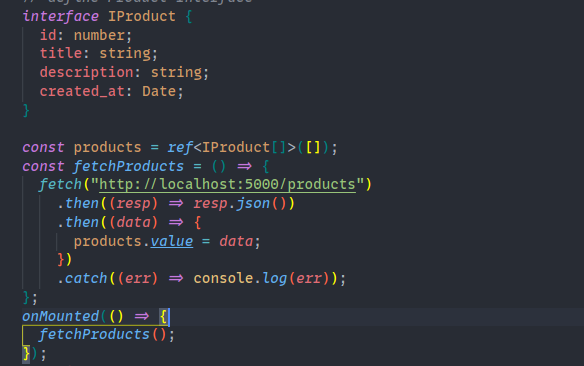 // define Product interface
interface IProduct {
  id: number;
  title: string;
  description: string;
  created_at: Date;
}

const products = ref<IProduct[]>([]);
const fetchProducts = () => {
  fetch("http://localhost:5000/products")
    .then((resp) => resp.json())
    .then((data) => {
      products.value = data;
    })
    .catch((err) => console.log(err));
};
onMounted(() => {
  fetchProducts();
});